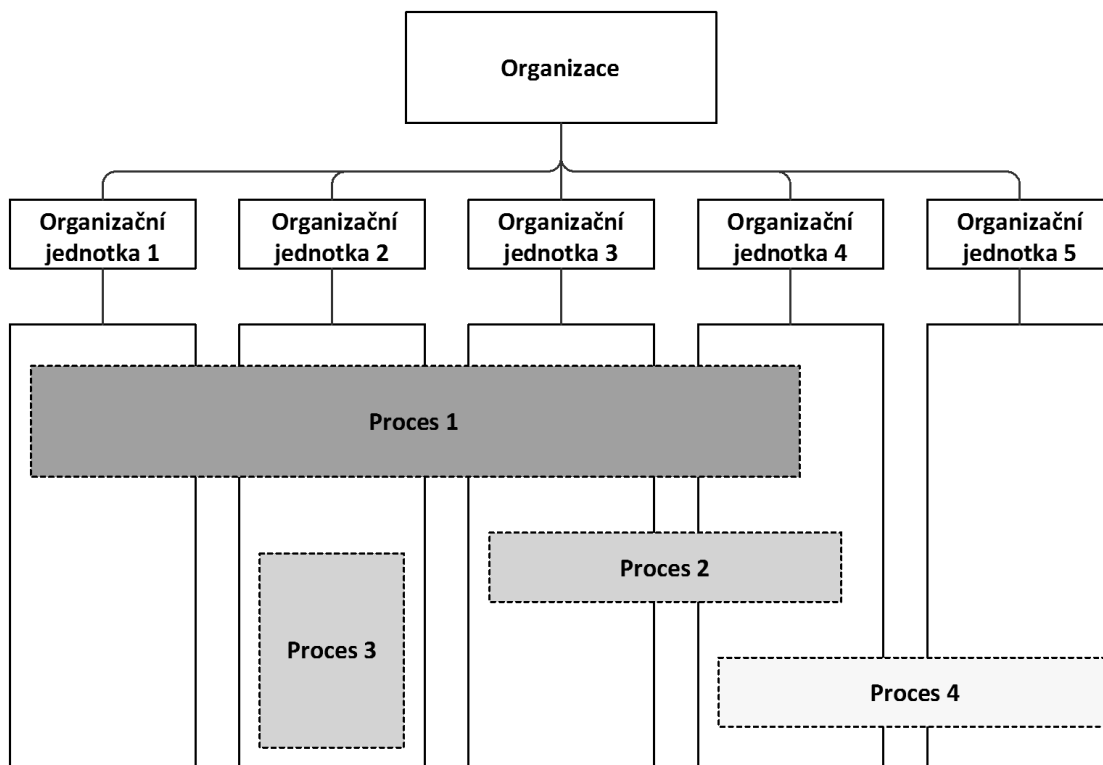 Organizace
Organizační
jednotka 1
Organizační
jednotka 2
Organizační
jednotka 3
Organizační
jednotka 4
Organizační
jednotka 5
Proces 1
Proces 2
Proces 3
Proces 4